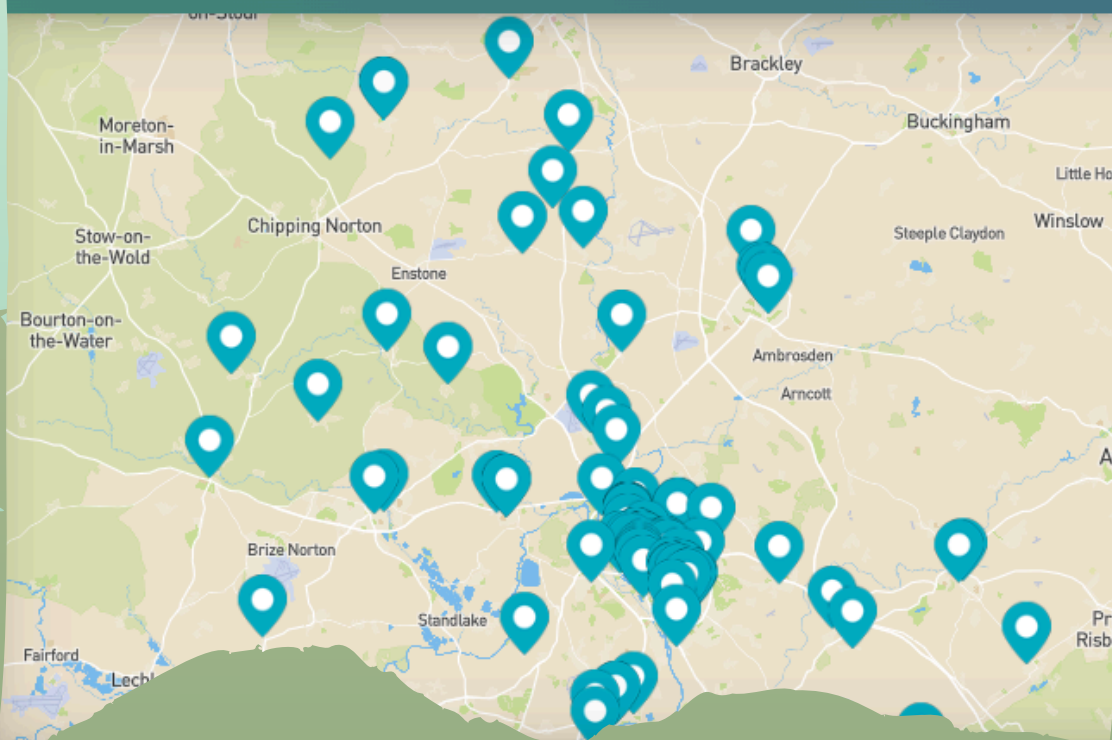 on-Stour
Brackley
Buckingham
Moreton-
in-Marsh
Little Ho
Chipping Norton
Winslow
Stow-on-
the-Wold
Steeple Claydon
Enstone
Bourton-on-
the-Water
Ambrosden
Arncott
A
Brize Norton
Standlake
Pr
Risb
Fairford
Lechl